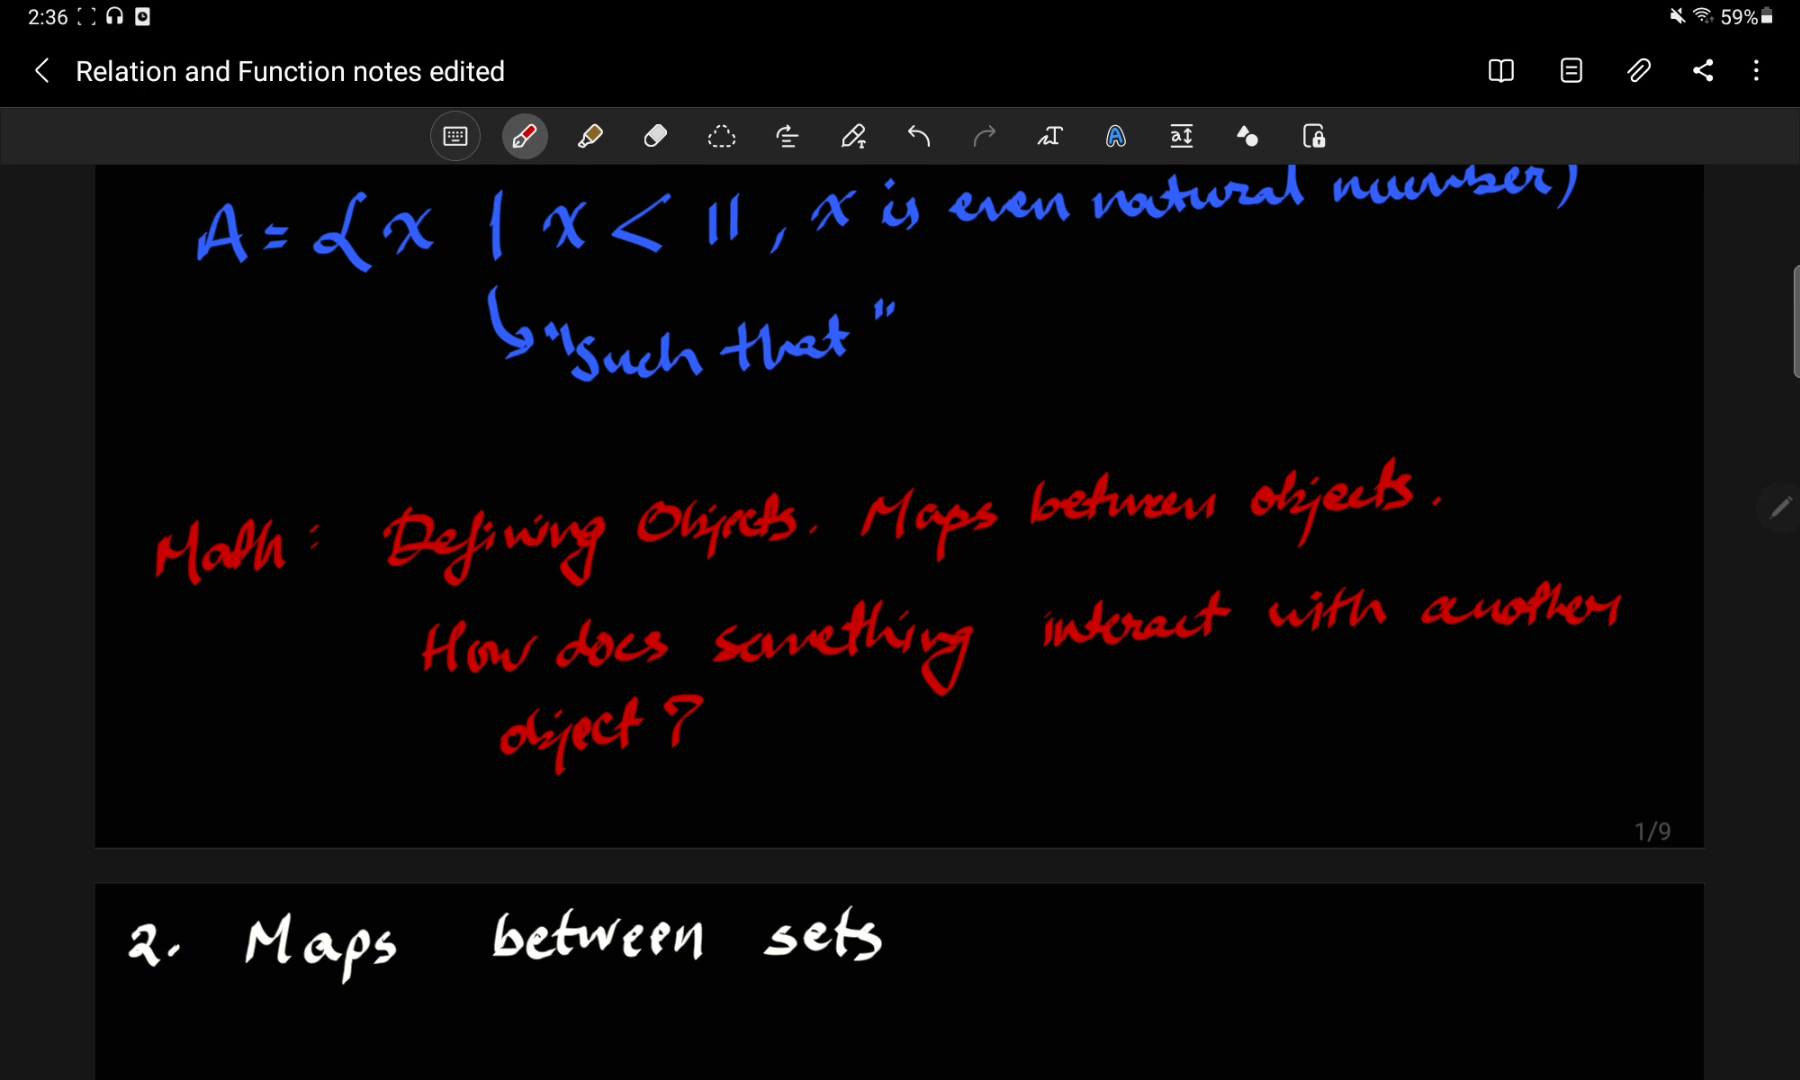 2:36
59%
Relation and Function notes edited
A = {x | x < 11, x is even natural number}
"such that"
Math: Defining Objects. Maps between objects.
How does something interact with another
object?
1/9
2. Maps between sets